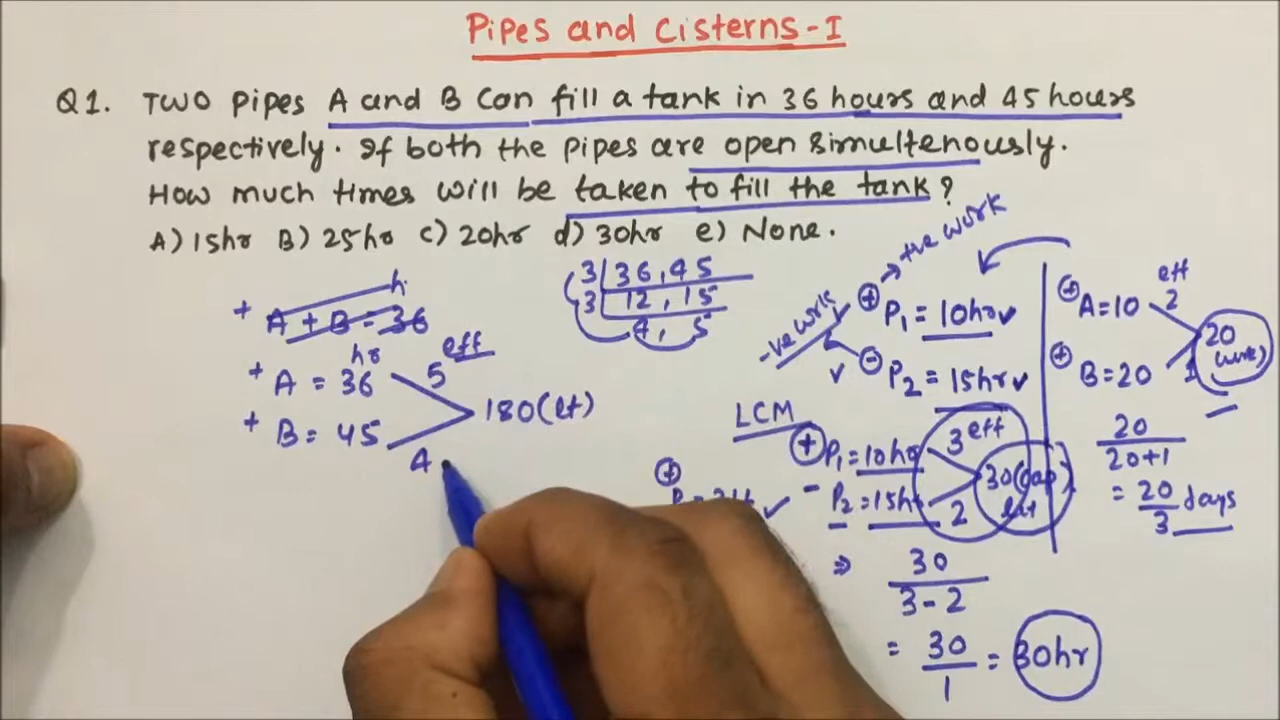 Pipes and Cisterns-I
Q1. Two pipes A and B can fill a tank in 36 hours and 45 hours
respectively. If both the pipes are open simultenously.
How much times will be taken to fill the tank?
A) 15hr B) 25hr c) 20hr d) 30hr e) None.
h
+ A + B = 36
hr
+ A = 36 5 eff
+ B = 45 4
180(lt)
3 | 36, 45
3 | 12, 15
4, 5
-ve work
+ → +ve work
P₁ = 10hr ✓
- P₂ = 15hr ✓
✓
LCM
+ P₁ = 10hr 3 eff
- P₂ = 15hr 2
30(cap)
+
⇒ 30
3 - 2
= 30
1
= 30hr
eff
+ A = 10 2
+ B = 20 1
20
(work)
20
20+1
= 20
3
days